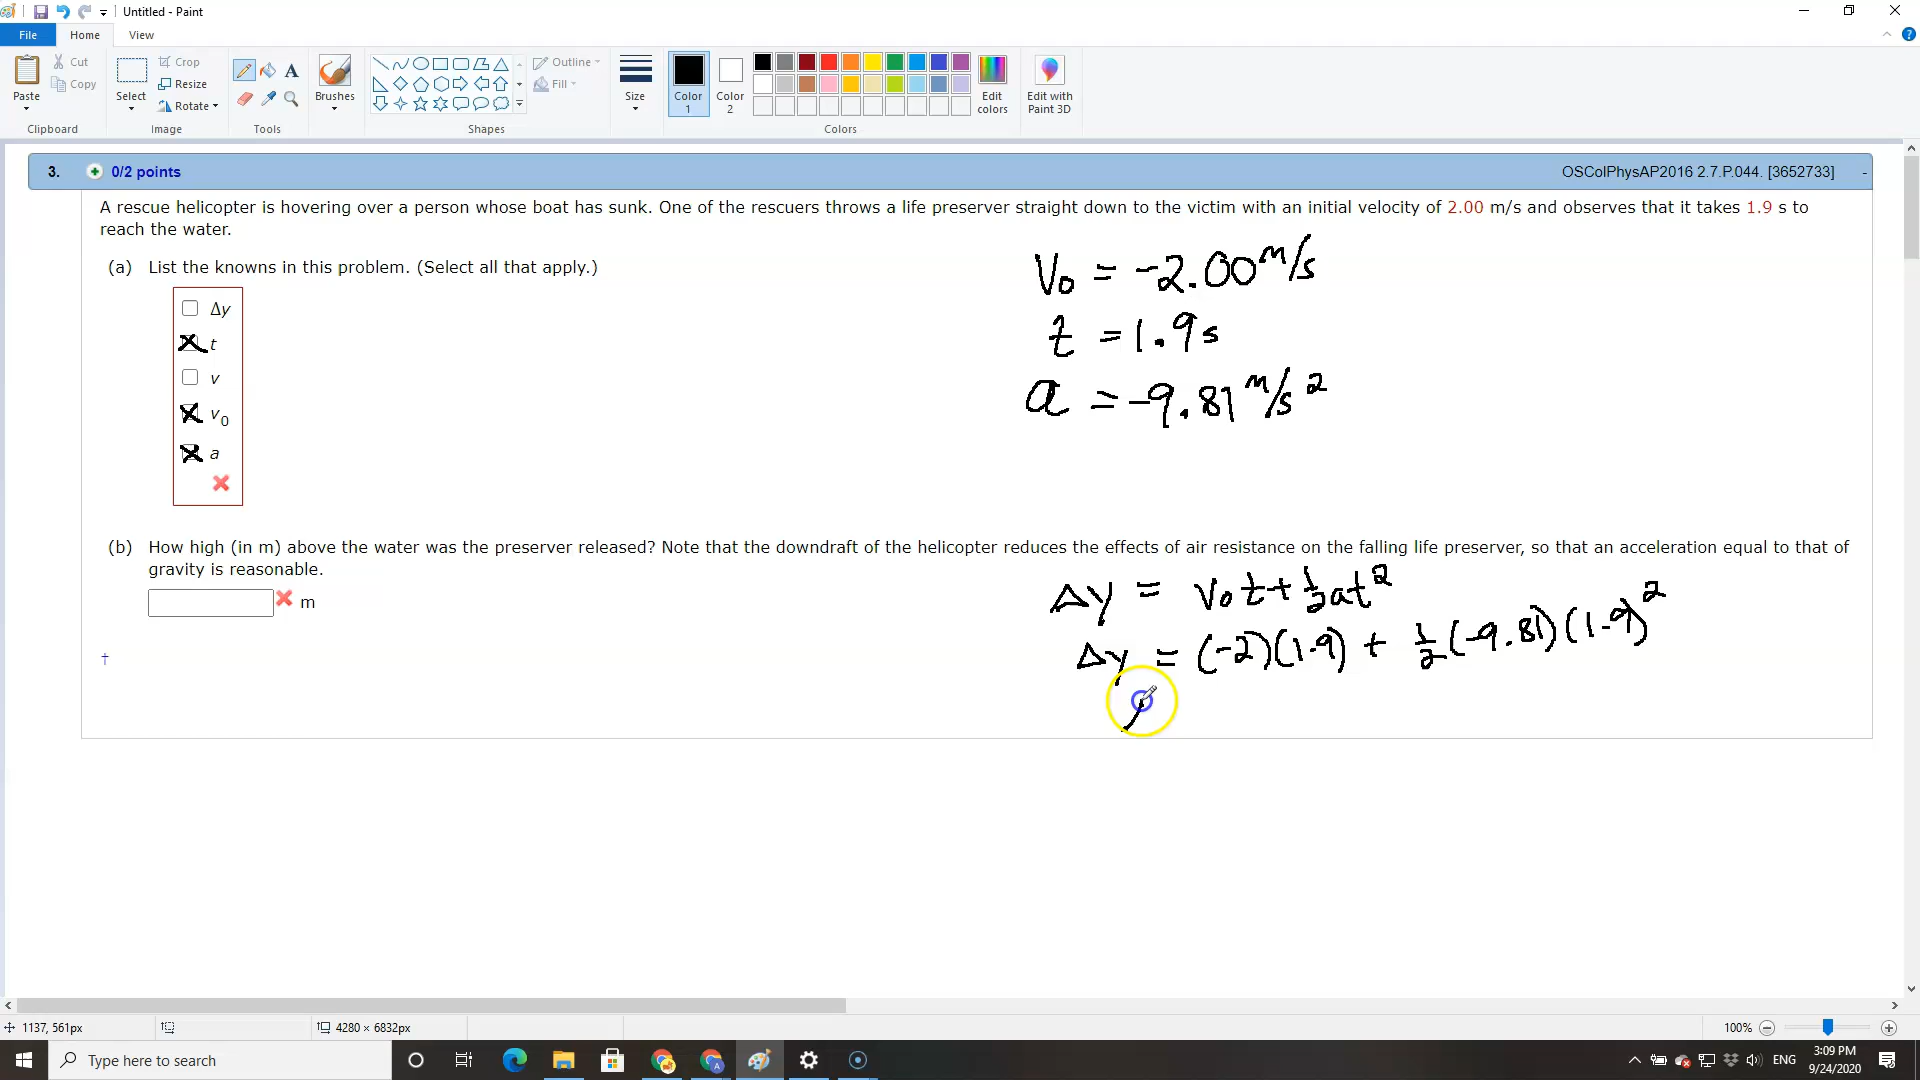 Untitled - Paint
File Home View
Paste
Cut
Copy
Clipboard
Select
Crop
Resize
Rotate
Image
A
Tools
Brushes
Shapes
Outline
Fill
Size
Color 1
Color 2
Colors
Edit colors
Edit with Paint 3D
3. 0/2 points OSColPhysAP2016 2.7.P.044. [3652733] -
A rescue helicopter is hovering over a person whose boat has sunk. One of the rescuers throws a life preserver straight down to the victim with an initial velocity of 2.00 m/s and observes that it takes 1.9 s to
reach the water.
(a) List the knowns in this problem. (Select all that apply.)
Δy
t
v
v0
a
V0 = -2.00 m/s
t = 1.9 s
a = -9.81 m/s²
(b) How high (in m) above the water was the preserver released? Note that the downdraft of the helicopter reduces the effects of air resistance on the falling life preserver, so that an acceleration equal to that of
gravity is reasonable.
m
†
Δy = V0 t + ½ at²
Δy = (-2)(1.9) + ½ (-9.81)(1.9)²
1137, 561px
4280 × 6832px
100%
Type here to search
ENG
3:09 PM
9/24/2020